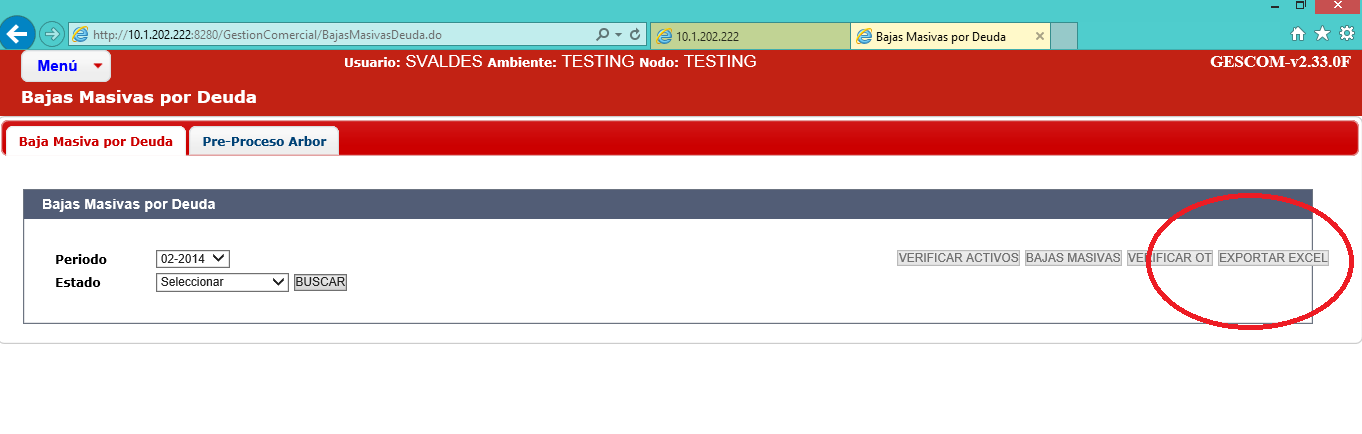 http://10.1.202.222:8280/GestionComercial/BajasMasivasDeuda.do
10.1.202.222
Bajas Masivas por Deuda
Menú
Usuario: SVALDES Ambiente: TESTING Nodo: TESTING
GESCOM-v2.33.0F
Bajas Masivas por Deuda
Baja Masiva por Deuda
Pre-Proceso Arbor
Bajas Masivas por Deuda
Periodo 02-2014
VERIFICAR ACTIVOS BAJAS MASIVAS VERIFICAR OT EXPORTAR EXCEL
Estado Seleccionar BUSCAR